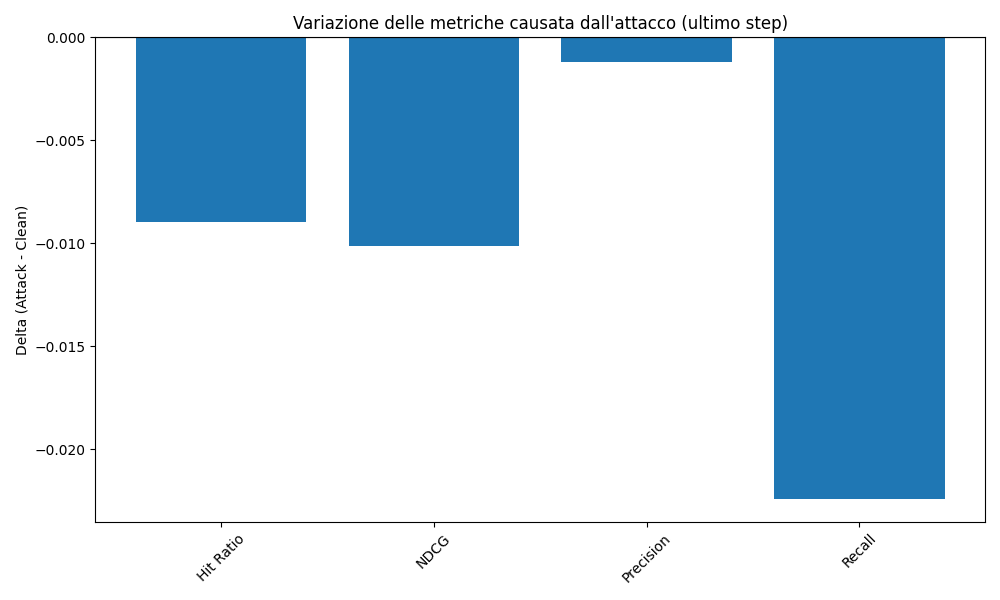 Variazione delle metriche causata dall'attacco (ultimo step)
Delta (Attack - Clean)
0.000
−0.005
−0.010
−0.015
−0.020
Hit Ratio
NDCG
Precision
Recall